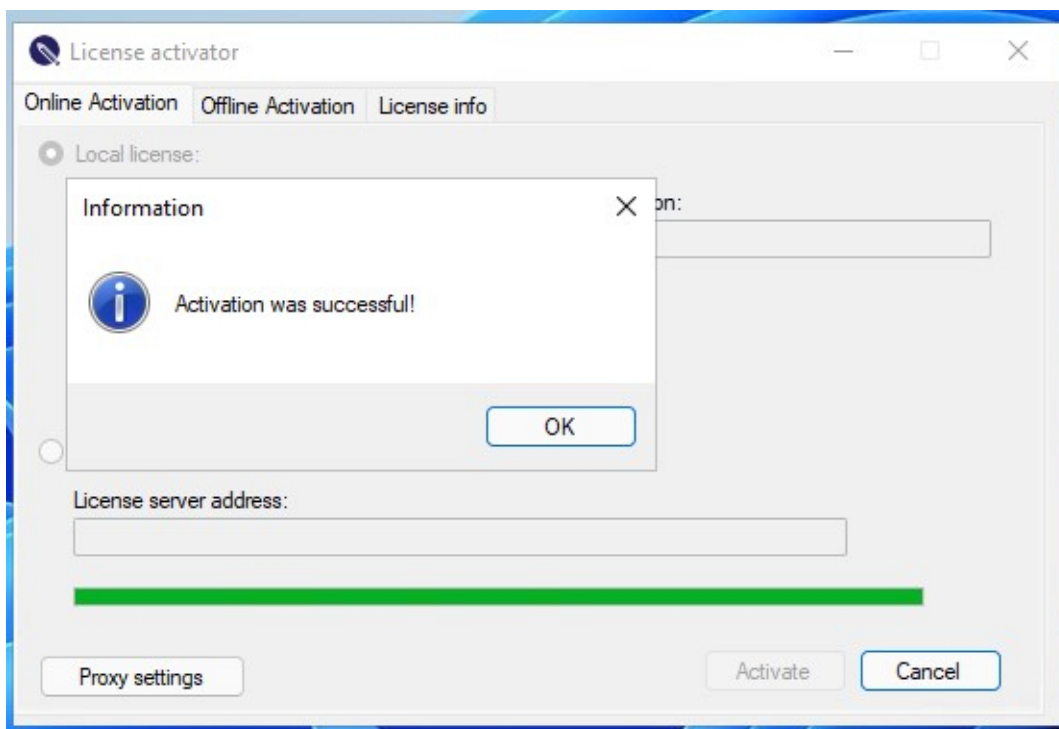 License activator
Online Activation Offline Activation License info
Local license:
Information
on:
Activation was successful!
OK
License server address:
Proxy settings
Activate
Cancel